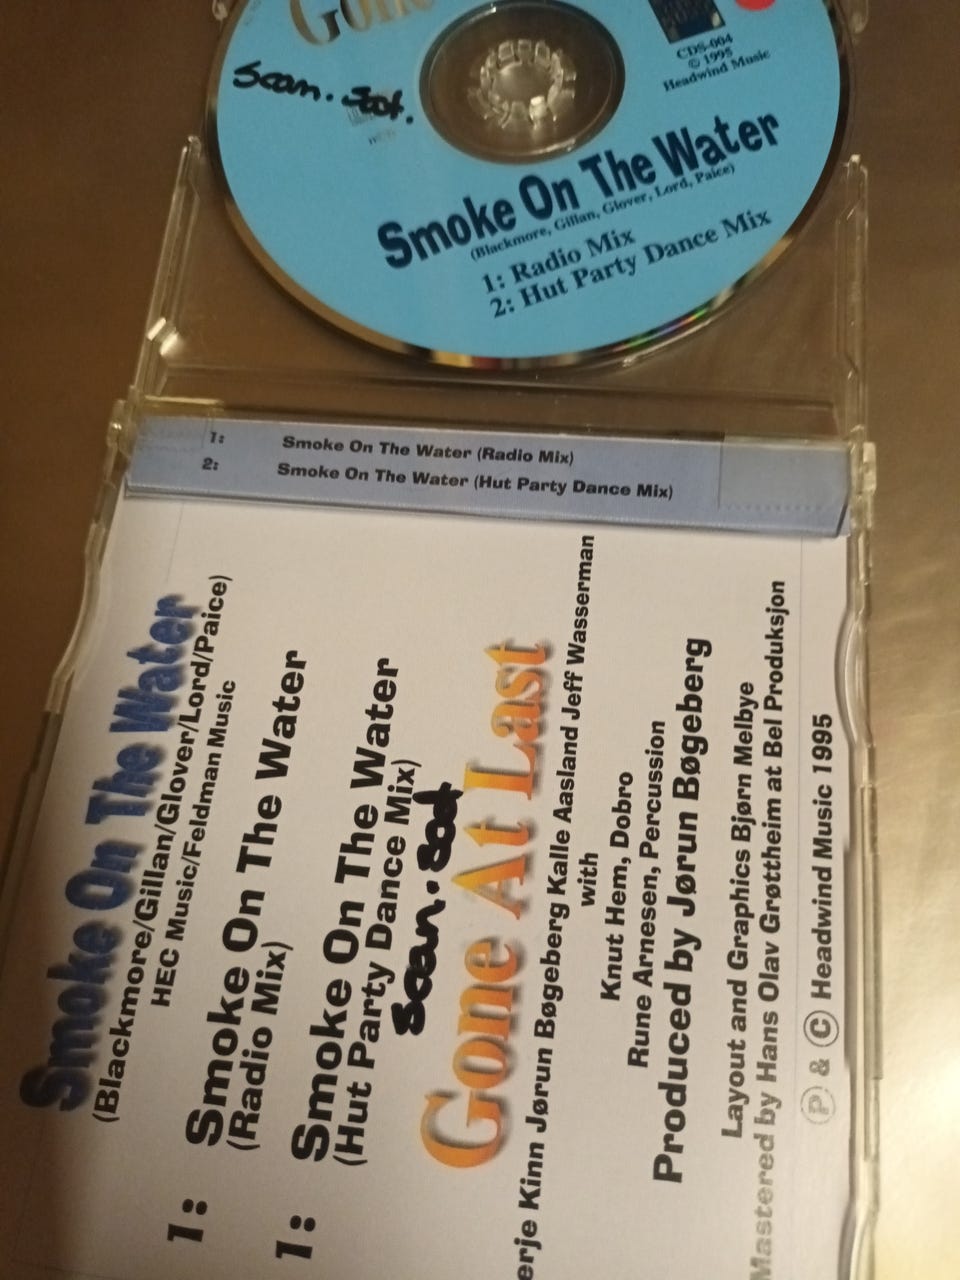 Scan. Sat.
CDS-004
© 1995
Headwind Music
Smoke On The Water
(Blackmore, Gillan, Glover, Lord, Paice)
1: Radio Mix
2: Hut Party Dance Mix
1: Smoke On The Water (Radio Mix)
2: Smoke On The Water (Hut Party Dance Mix)
Smoke On The Water
(Blackmore/Gillan/Glover/Lord/Paice)
HEC Music/Feldman Music
1: Smoke On The Water
(Radio Mix)
1: Smoke On The Water
(Hut Party Dance Mix)
Scan. Sat
Gone At Last
erje Kinn Jørun Bøgeberg Kalle Aasland Jeff Wasserman
with
Knut Hem, Dobro
Rune Arnesen, Percussion
Produced by Jørun Bøgeberg
Layout and Graphics Bjørn Melbye
Mastered by Hans Olav Grøttheim at Bel Produksjon
Ⓟ & © Headwind Music 1995